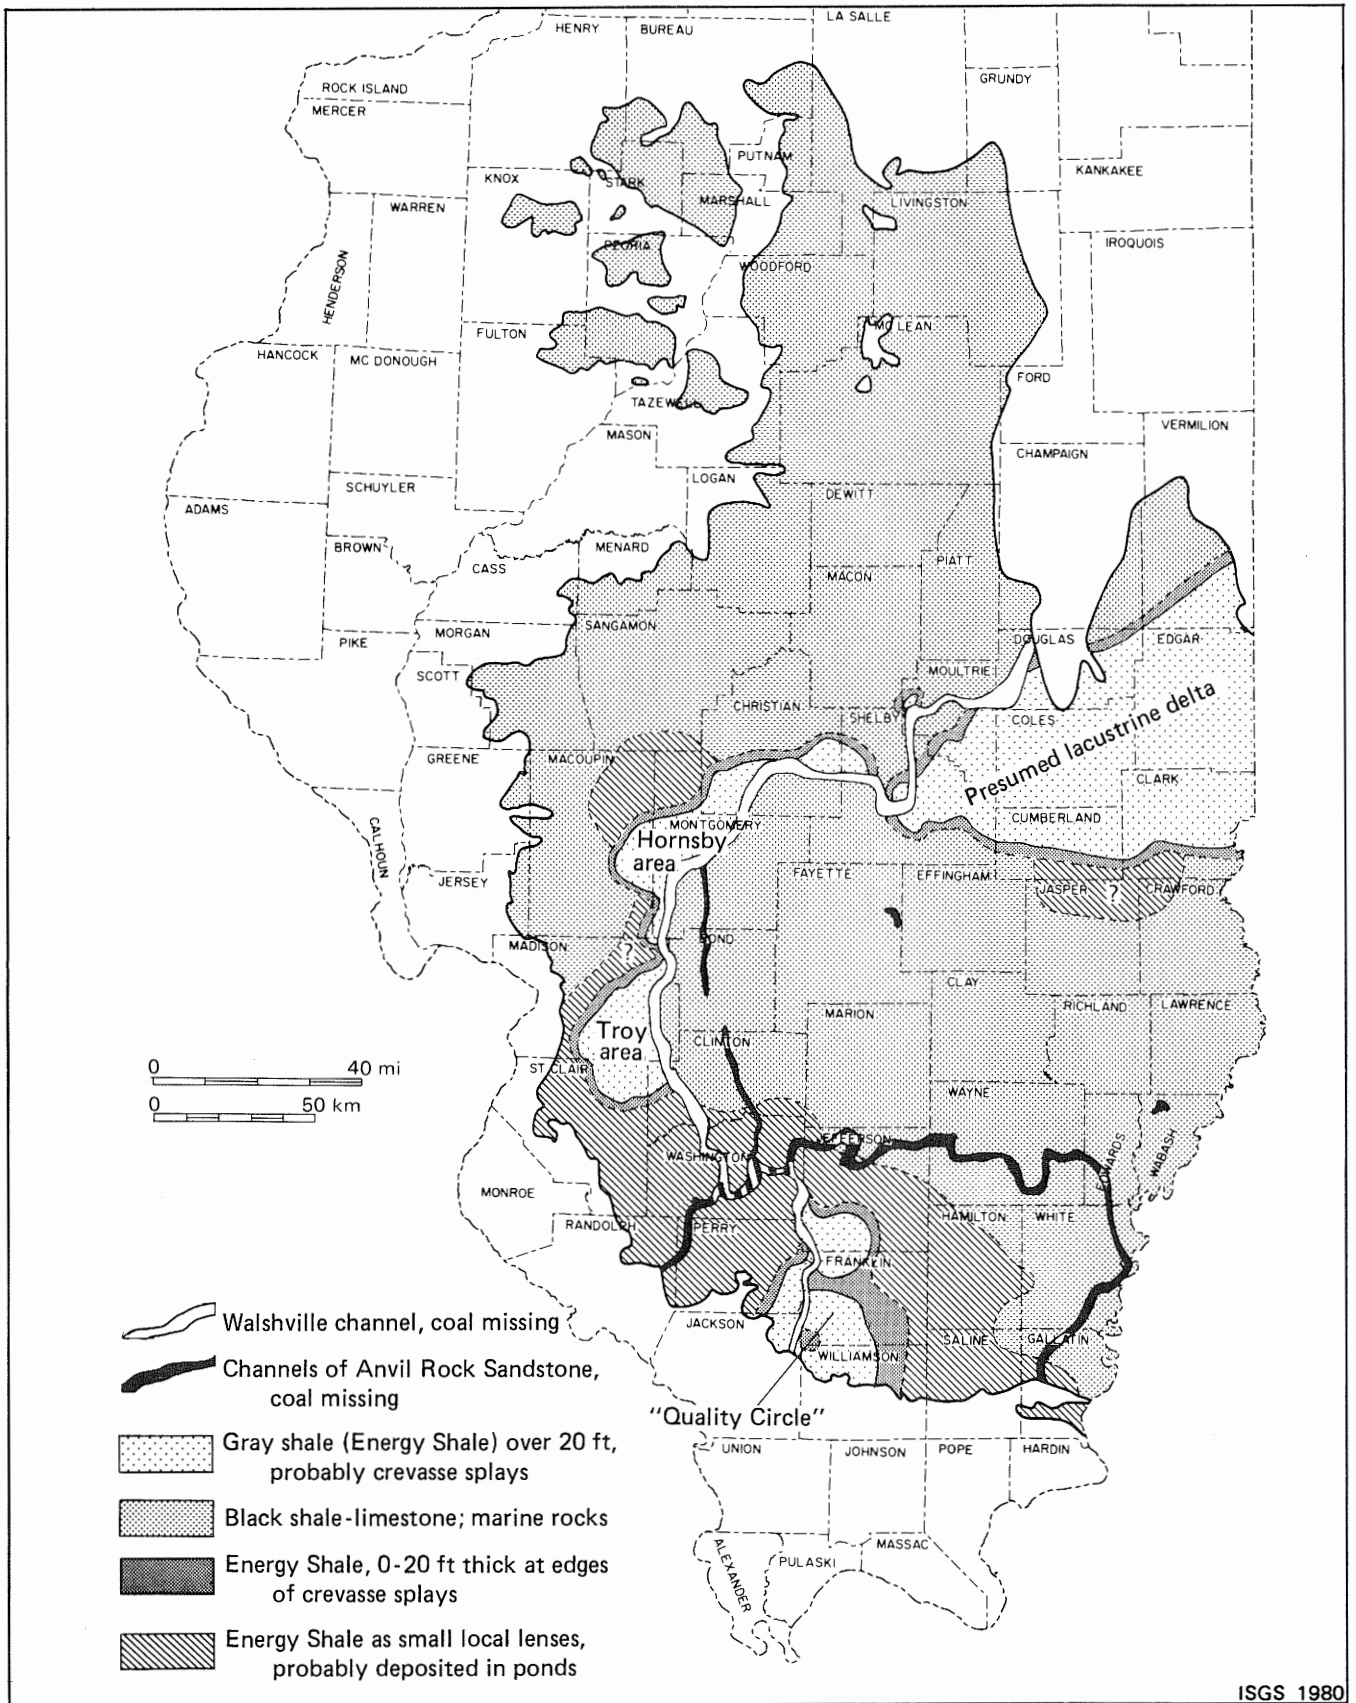 LA SALLE
HENRY
BUREAU
GRUNDY
ROCK ISLAND
MERCER
PUTNAM
KANKAKEE
KNOX
STARK
MARSHALL
LIVINGSTON
WARREN
PEORIA
IROQUOIS
WOODFORD
HENDERSON
MC LEAN
FULTON
HANCOCK
MC DONOUGH
FORD
TAZEWELL
VERMILION
MASON
CHAMPAIGN
LOGAN
SCHUYLER
DEWITT
ADAMS
BROWN
MENARD
CASS
PIATT
MACON
SANGAMON
MORGAN
PIKE
DOUGLAS
EDGAR
SCOTT
MOULTRIE
CHRISTIAN
SHELBY
COLES
Presumed lacustrine delta
GREENE
MACOUPIN
CLARK
CUMBERLAND
CALHOUN
MONTGOMERY
Hornsby
area
FAYETTE
EFFINGHAM
JERSEY
JASPER
?
CRAWFORD
MADISON
?
BOND
CLAY
RICHLAND
LAWRENCE
MARION
Troy
area
CLINTON
ST CLAIR
0 40 mi
0 50 km
WAYNE
JEFFERSON
EDWARDS
WABASH
WASHINGTON
MONROE
RANDOLPH
PERRY
HAMILTON
WHITE
FRANKLIN
JACKSON
SALINE
GALLATIN
WILLIAMSON
"Quality Circle"
UNION
JOHNSON
POPE
HARDIN
MASSAC
ALEXANDER
PULASKI
Walshville channel, coal missing
Channels of Anvil Rock Sandstone,
coal missing
Gray shale (Energy Shale) over 20 ft,
probably crevasse splays
Black shale-limestone; marine rocks
Energy Shale, 0-20 ft thick at edges
of crevasse splays
Energy Shale as small local lenses,
probably deposited in ponds
ISGS 1980